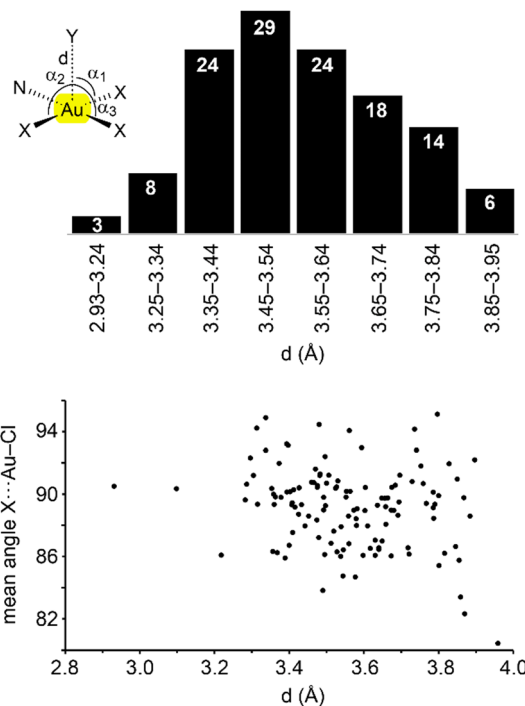 Y
d
α2 α1
N X
Au α3
X X
3
8
24
29
24
18
14
6
2.93–3.24
3.25–3.34
3.35–3.44
3.45–3.54
3.55–3.64
3.65–3.74
3.75–3.84
3.85–3.95
d (Å)
mean angle X···Au–Cl
94
90
86
82
2.8 3.0 3.2 3.4 3.6 3.8 4.0
d (Å)